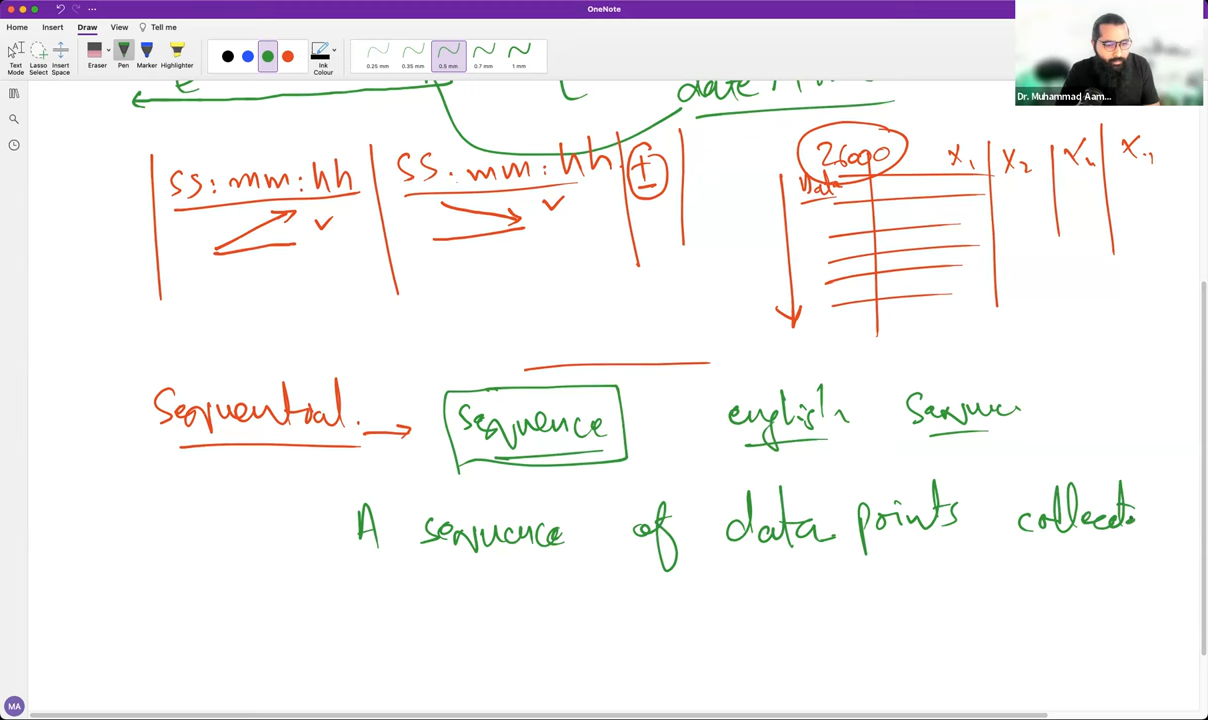 OneNote
Home Insert Draw View Tell me
Text Mode Lasso Select Insert Space Eraser Pen Marker Highlighter Ink Colour 0.25 mm 0.35 mm 0.5 mm 0.7 mm 1 mm
Dr. Muhammad Aam...
date
ss: mm: hh ss: mm: hh ±
26000 X1 X2
Sequential. → Sequence english
A sequence of data points collecte
MA